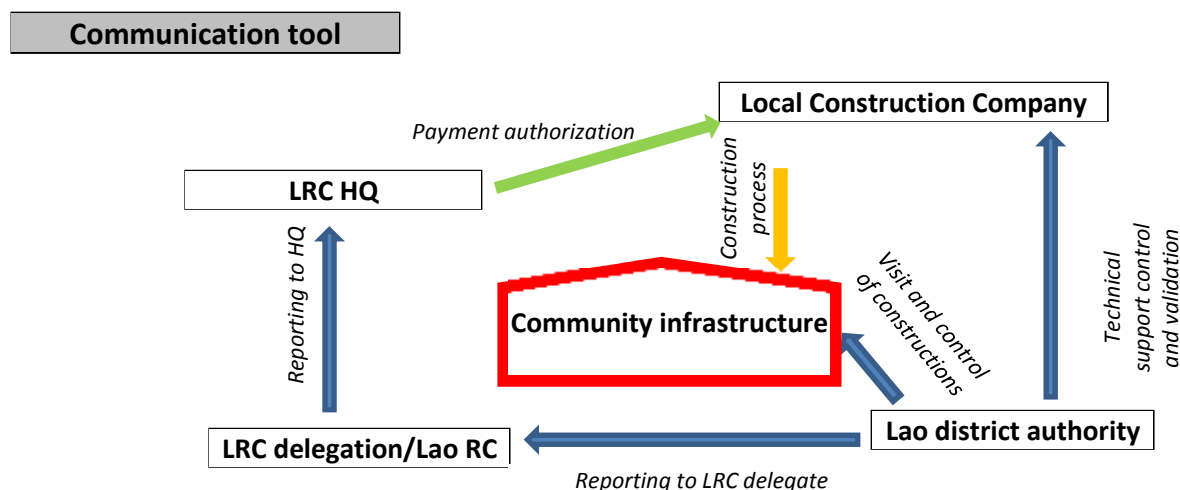 Communication tool
Local Construction Company
Payment authorization
LRC HQ
Construction
process
Reporting to HQ
Community infrastructure
Visit and control
of constructions
Technical
support control
and validation
LRC delegation/Lao RC
Lao district authority
Reporting to LRC delegate